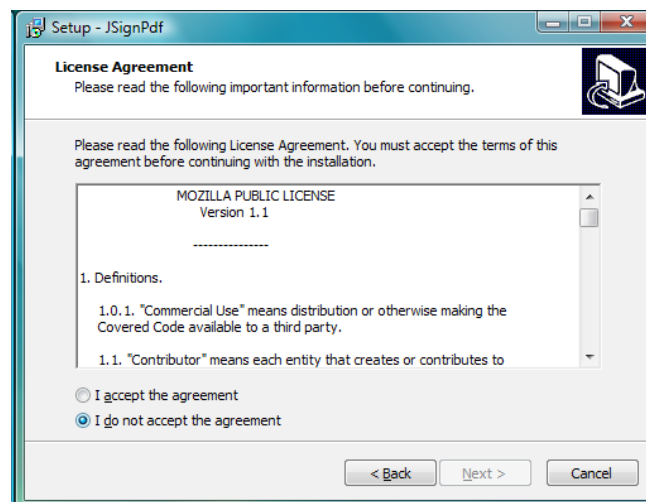 Setup - JSignPdf
License Agreement
Please read the following important information before continuing.
Please read the following License Agreement. You must accept the terms of this
agreement before continuing with the installation.
MOZILLA PUBLIC LICENSE
Version 1.1
---------------
1. Definitions.
1.0.1. "Commercial Use" means distribution or otherwise making the
Covered Code available to a third party.
1.1. "Contributor" means each entity that creates or contributes to
I accept the agreement
I do not accept the agreement
< Back
Next >
Cancel